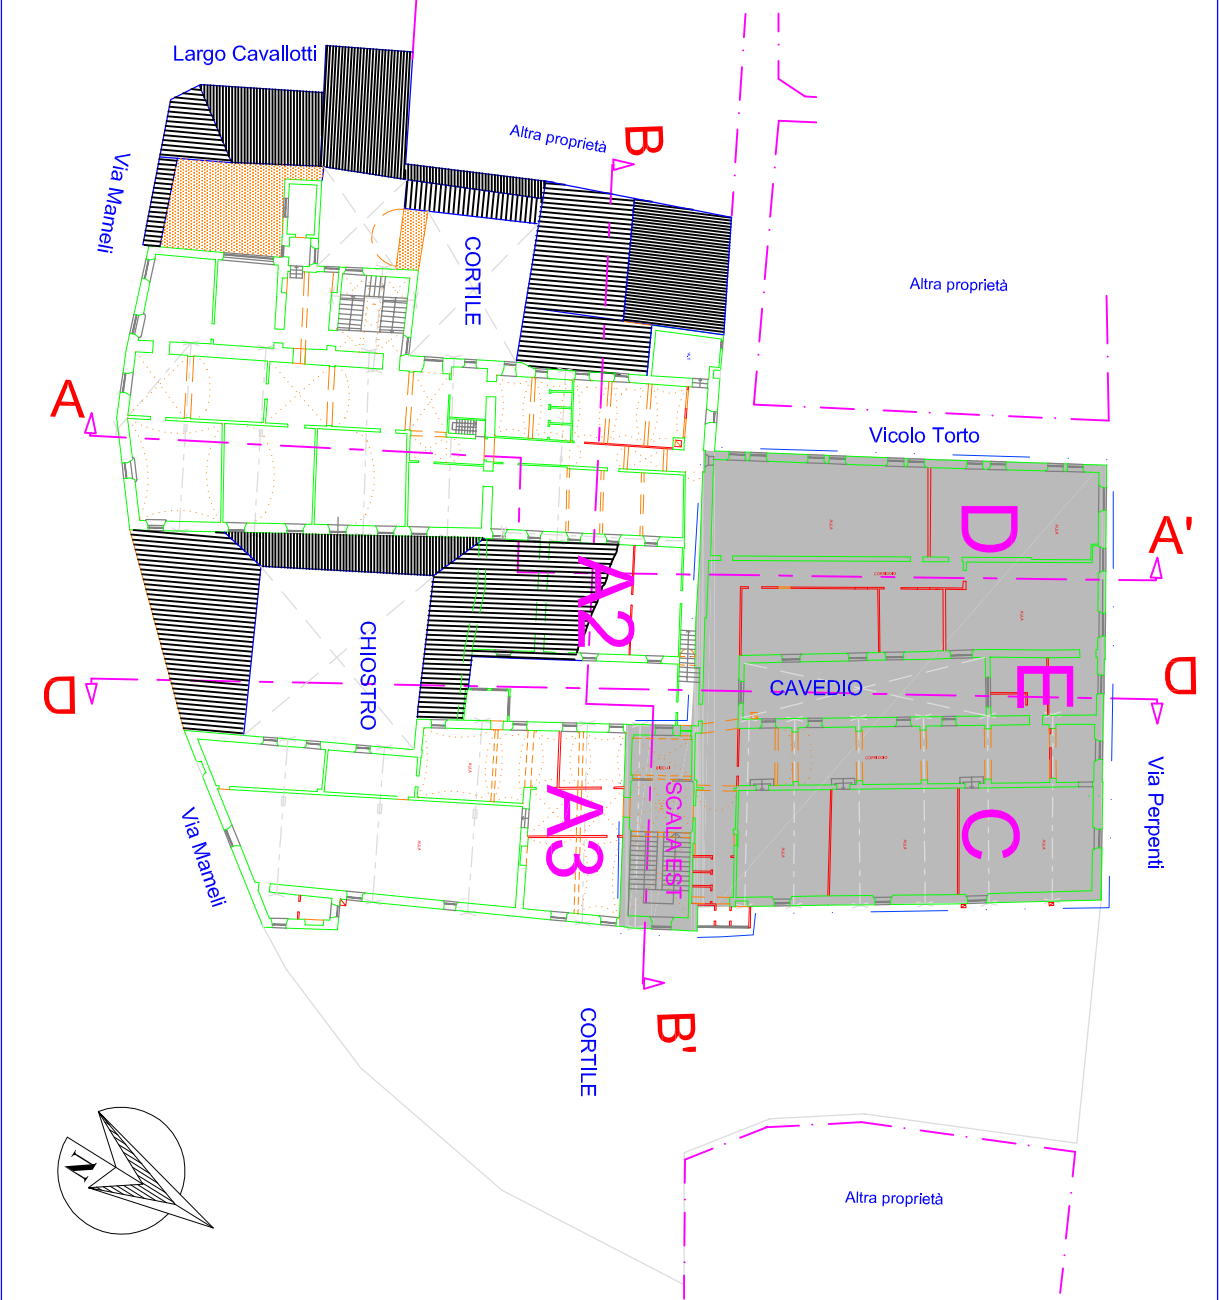 Largo Cavallotti
Altra proprietà
B
Via Mameli
CORTILE
Altra proprietà
A
Vicolo Torto
D
A'
A2
CHIOSTRO
D
CAVEDIO
E
D
Via Perpenti
SCALA EST
A3
C
Via Mameli
B'
CORTILE
N
Altra proprietà